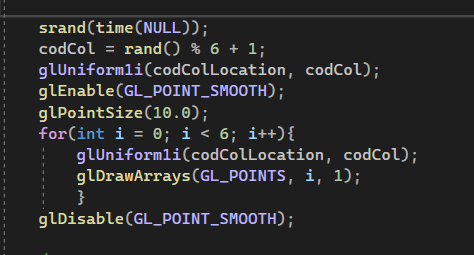 srand(time(NULL));
codCol = rand() % 6 + 1;
glUniform1i(codColLocation, codCol);
glEnable(GL_POINT_SMOOTH);
glPointSize(10.0);
for(int i = 0; i < 6; i++){
glUniform1i(codColLocation, codCol);
glDrawArrays(GL_POINTS, i, 1);
}
glDisable(GL_POINT_SMOOTH);